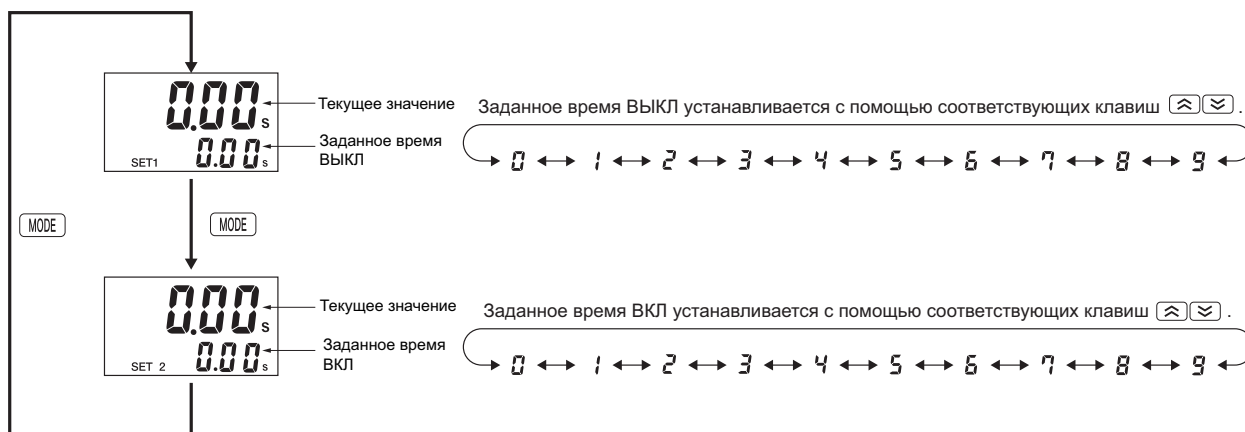 0.00 s
Текущее значение
SET1 0.00 s
Заданное время
ВЫКЛ
Заданное время ВЫКЛ устанавливается с помощью соответствующих клавиш .
0 1 2 3 4 5 6 7 8 9
MODE
MODE
0.00 s
Текущее значение
SET 2 0.00 s
Заданное время
ВКЛ
Заданное время ВКЛ устанавливается с помощью соответствующих клавиш .
0 1 2 3 4 5 6 7 8 9